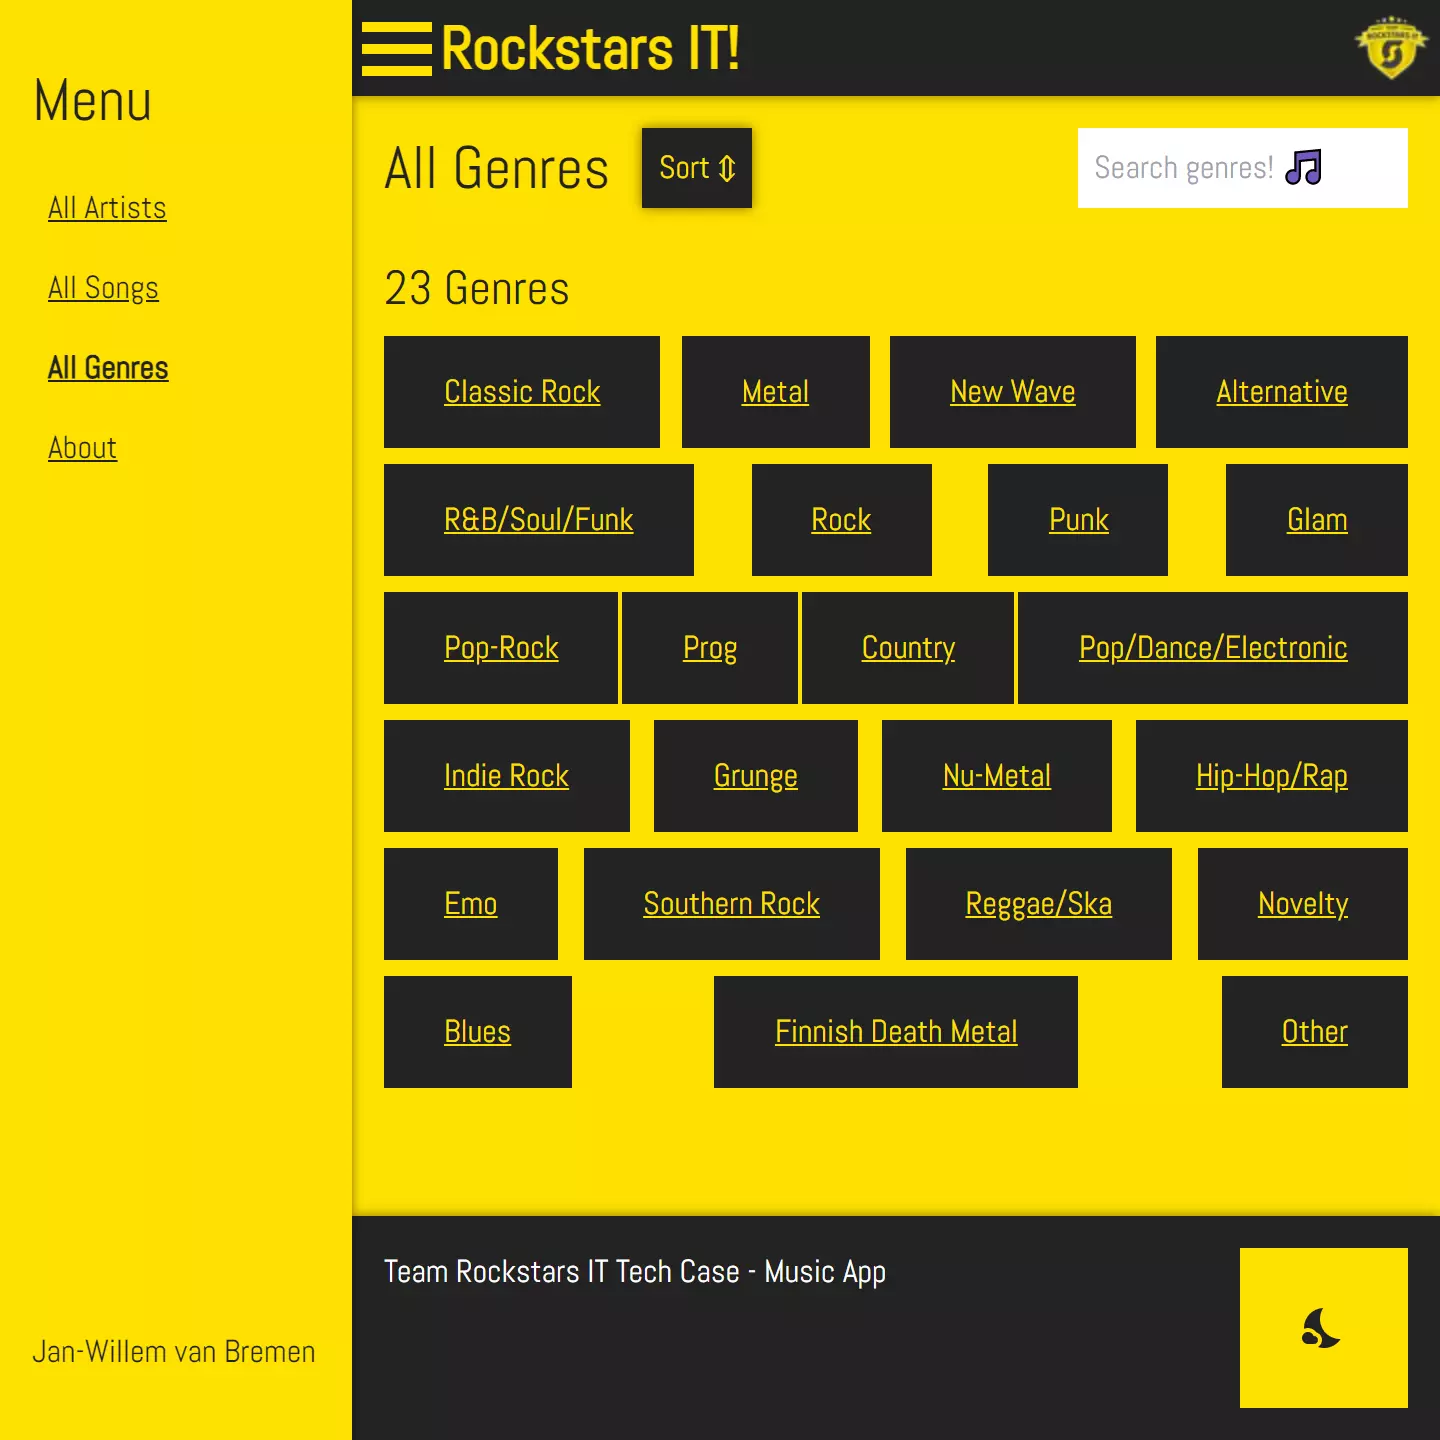 Menu
All Artists
All Songs
All Genres
About
Jan-Willem van Bremen
Rockstars IT!
ROCKSTARS IT
All Genres
Sort ⇕
Search genres! 🎵
23 Genres
Classic Rock
Metal
New Wave
Alternative
R&B/Soul/Funk
Rock
Punk
Glam
Pop-Rock
Prog
Country
Pop/Dance/Electronic
Indie Rock
Grunge
Nu-Metal
Hip-Hop/Rap
Emo
Southern Rock
Reggae/Ska
Novelty
Blues
Finnish Death Metal
Other
Team Rockstars IT Tech Case - Music App